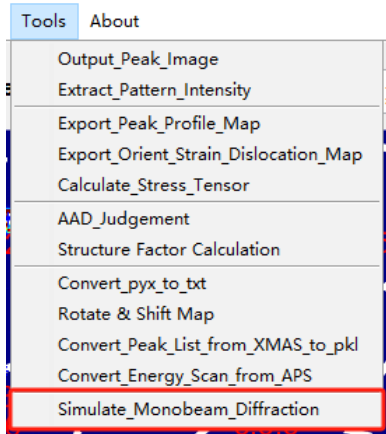 Tools About
Output_Peak_Image
Extract_Pattern_Intensity
Export_Peak_Profile_Map
Export_Orient_Strain_Dislocation_Map
Calculate_Stress_Tensor
AAD_Judgement
Structure Factor Calculation
Convert_pyx_to_txt
Rotate & Shift Map
Convert_Peak_List_from_XMAS_to_pkl
Convert_Energy_Scan_from_APS
Simulate_Monobeam_Diffraction